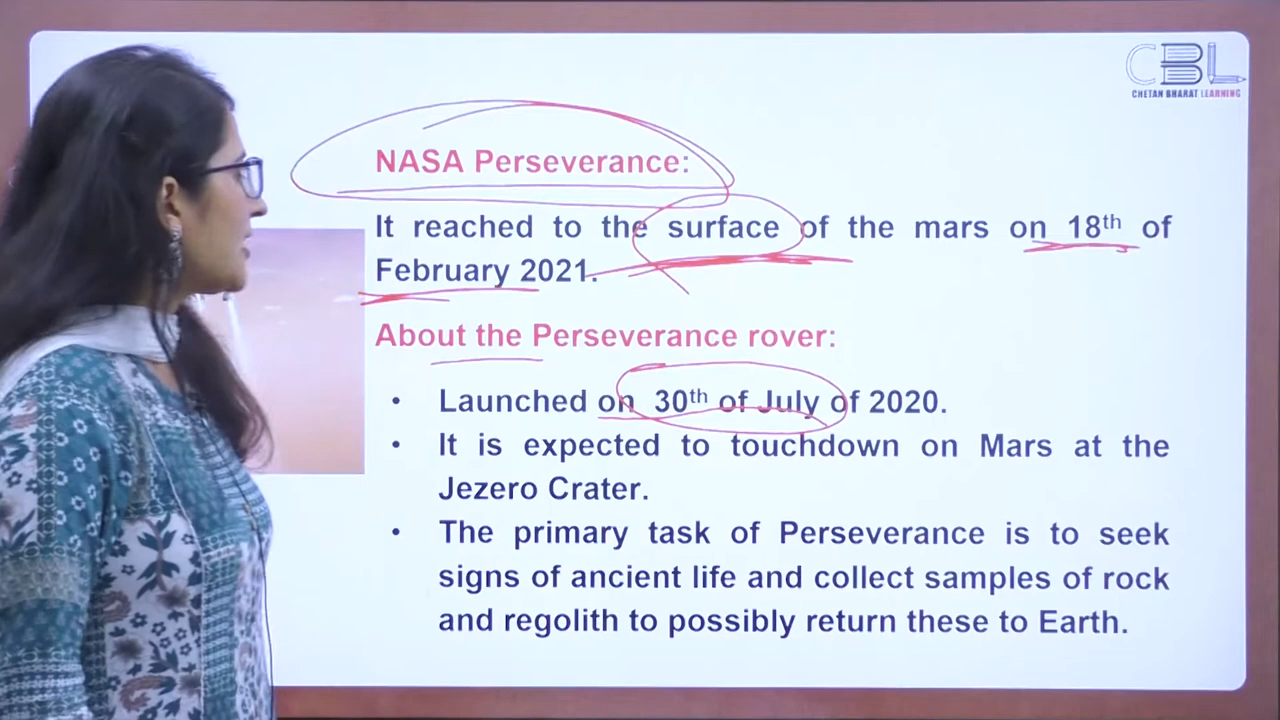 CBL
CHETAN BHARAT LEARNING
NASA Perseverance:
It reached to the surface of the mars on 18th of
February 2021.
About the Perseverance rover:
• Launched on 30th of July of 2020.
• It is expected to touchdown on Mars at the
Jezero Crater.
• The primary task of Perseverance is to seek
signs of ancient life and collect samples of rock
and regolith to possibly return these to Earth.